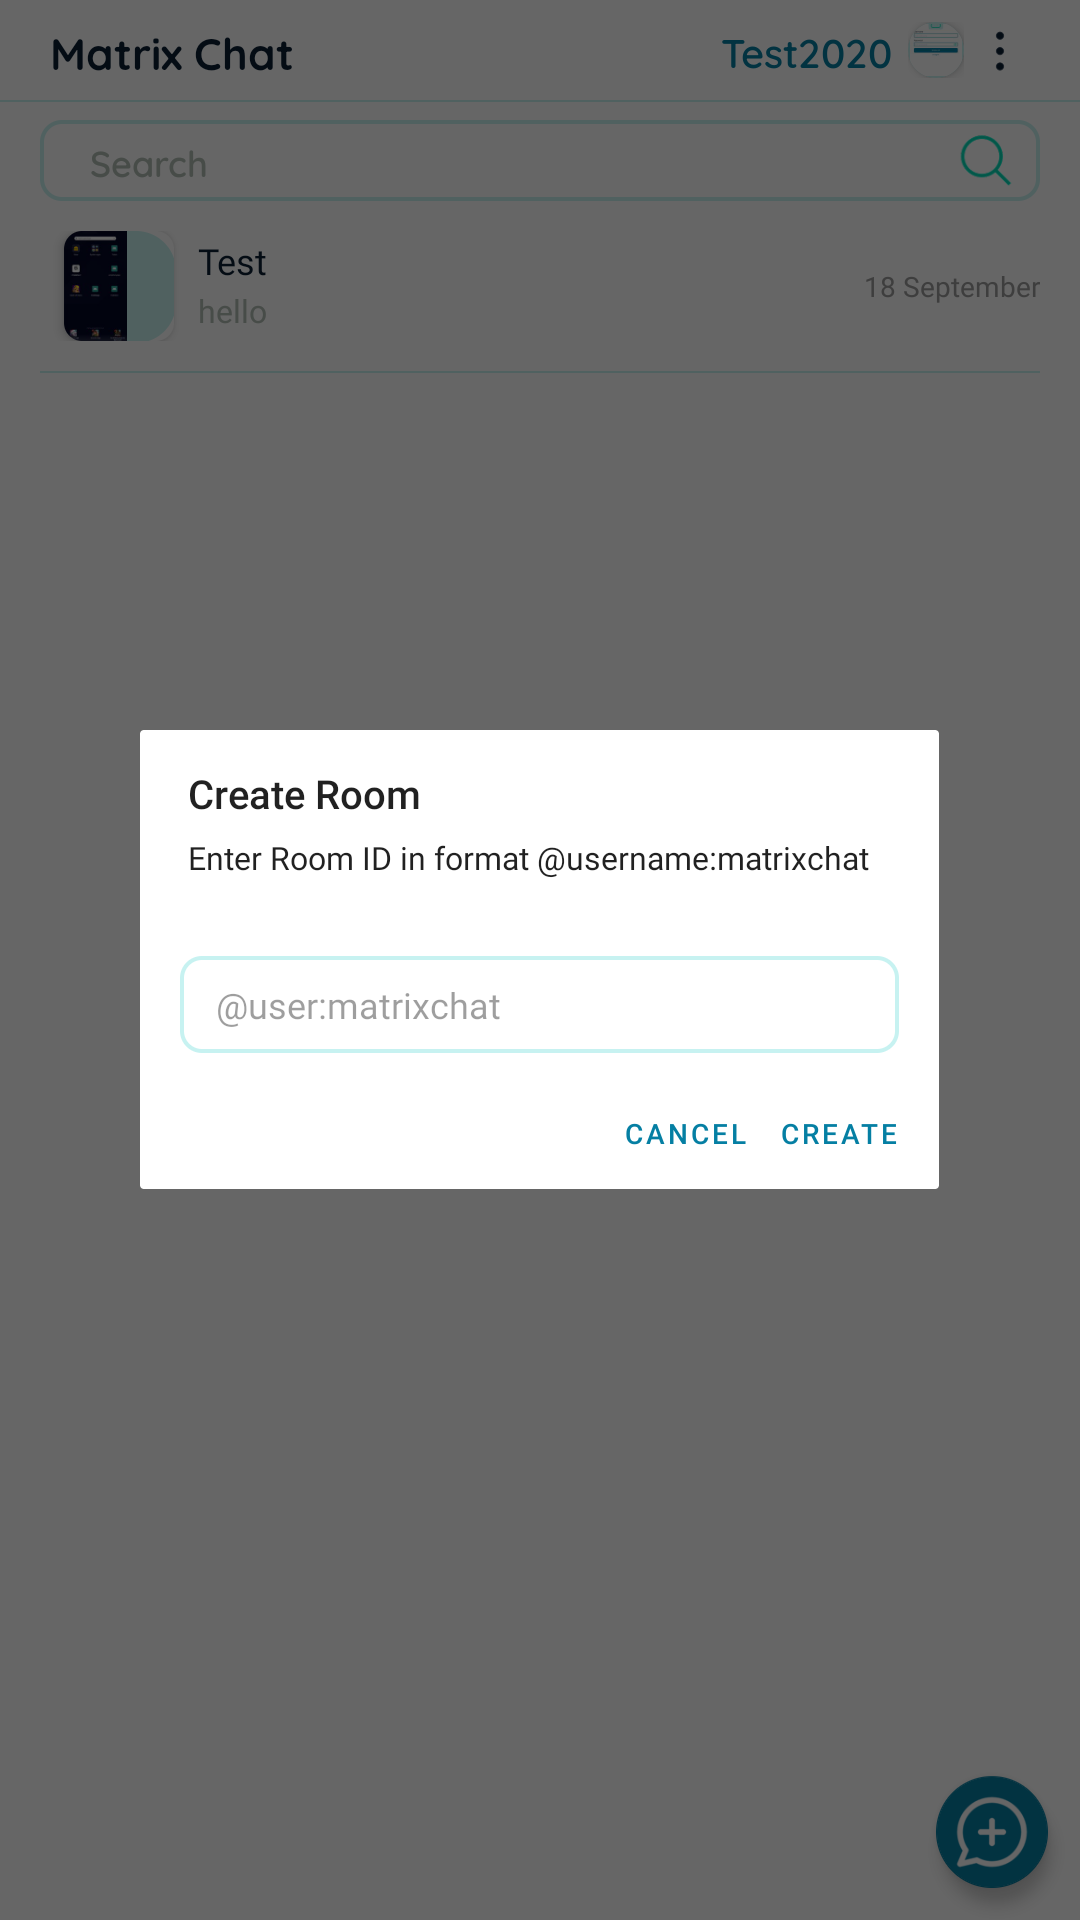 Matrix Chat
Test2020
Search
Test
hello
18 September
Create Room
Enter Room ID in format @username:matrixchat
@user:matrixchat
CANCEL CREATE